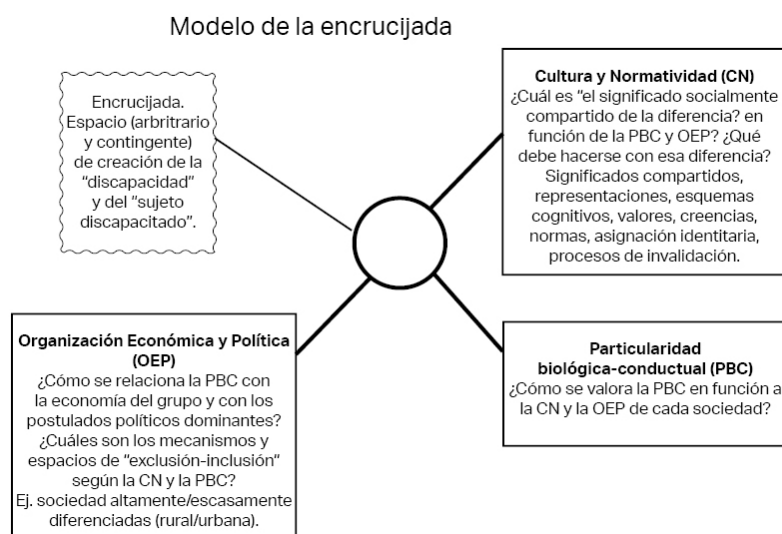 Modelo de la encrucijada
Encrucijada.
Espacio (arbritrario
y contingente)
de creación de la
“discapacidad”
y del “sujeto
discapacitado”.
Cultura y Normatividad (CN)
¿Cuál es “el significado socialmente
compartido de la diferencia? en
función de la PBC y OEP? ¿Qué
debe hacerse con esa diferencia?
Significados compartidos,
representaciones, esquemas
cognitivos, valores, creencias,
normas, asignación identitaria,
procesos de invalidación.
Organización Económica y Política
(OEP)
¿Cómo se relaciona la PBC con
la economía del grupo y con los
postulados políticos dominantes?
¿Cuáles son los mecanismos y
espacios de “exclusión-inclusión”
según la CN y la PBC?
Ej. sociedad altamente/escasamente
diferenciadas (rural/urbana).
Particularidad
biológica-conductual (PBC)
¿Cómo se valora la PBC en función a
la CN y la OEP de cada sociedad?